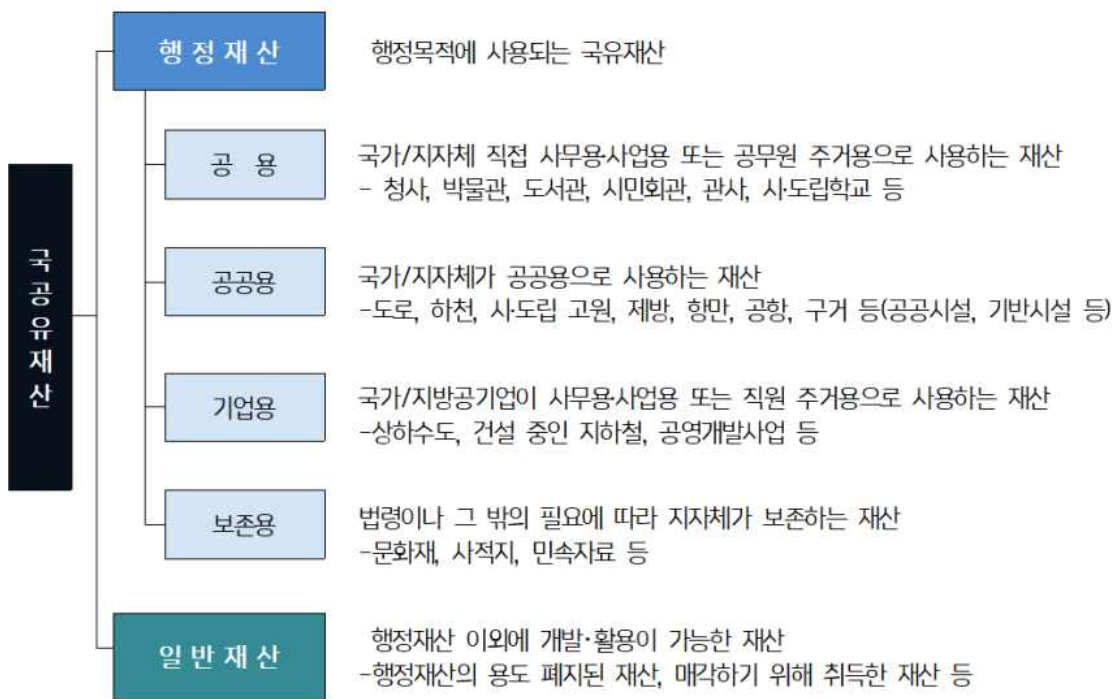 국공유재산
행정재산
행정목적에 사용되는 국유재산
공 용
국가/지자체 직접 사무용·사업용 또는 공무원 주거용으로 사용하는 재산
- 청사, 박물관, 도서관, 시민회관, 관사, 시·도립학교 등
공공용
국가/지자체가 공공용으로 사용하는 재산
-도로, 하천, 시·도립 고원, 제방, 항만, 공항, 구거 등(공공시설, 기반시설 등)
기업용
국가/지방공기업이 사무용·사업용 또는 직원 주거용으로 사용하는 재산
-상하수도, 건설 중인 지하철, 공영개발사업 등
보존용
법령이나 그 밖의 필요에 따라 지자체가 보존하는 재산
-문화재, 사적지, 민속자료 등
일반재산
행정재산 이외에 개발·활용이 가능한 재산
-행정재산의 용도 폐지된 재산, 매각하기 위해 취득한 재산 등